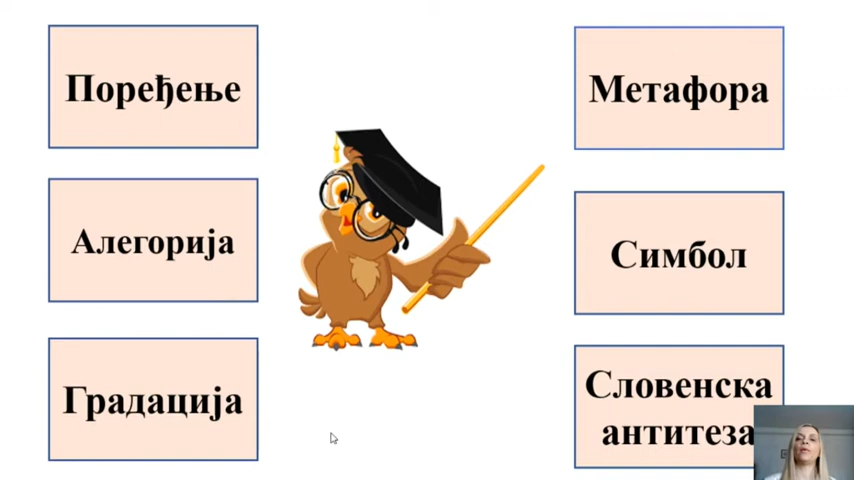 Поређење
Алегорија
Градација
Метафора
Симбол
Словенска
антитеза